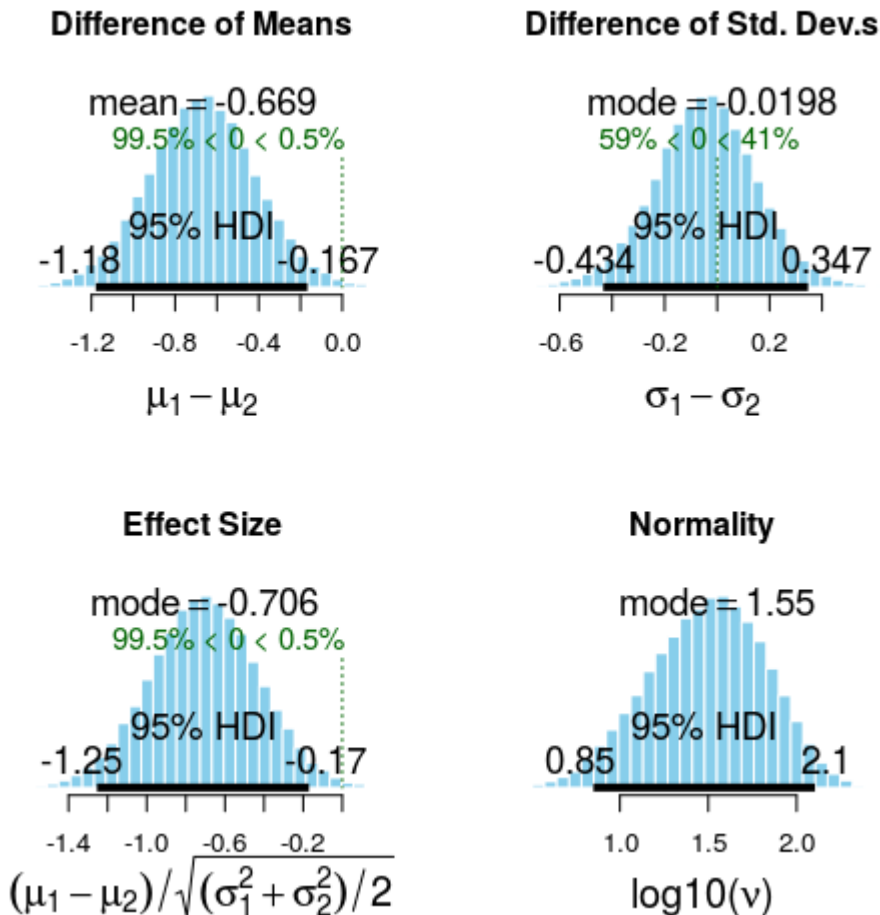 Difference of Means
mean = -0.669
99.5% < 0 < 0.5%
95% HDI
-1.18 -0.167
-1.2 -0.8 -0.4 0.0
μ₁ − μ₂
Difference of Std. Dev.s
mode = -0.0198
59% < 0 < 41%
95% HDI
-0.434 0.347
-0.6 -0.2 0.2
σ₁ − σ₂
Effect Size
mode = -0.706
99.5% < 0 < 0.5%
95% HDI
-1.25 -0.17
-1.4 -1.0 -0.6 -0.2
(μ₁ − μ₂)/√(σ₁² + σ₂²)/2
Normality
mode = 1.55
95% HDI
0.85 2.1
1.0 1.5 2.0
log10(ν)